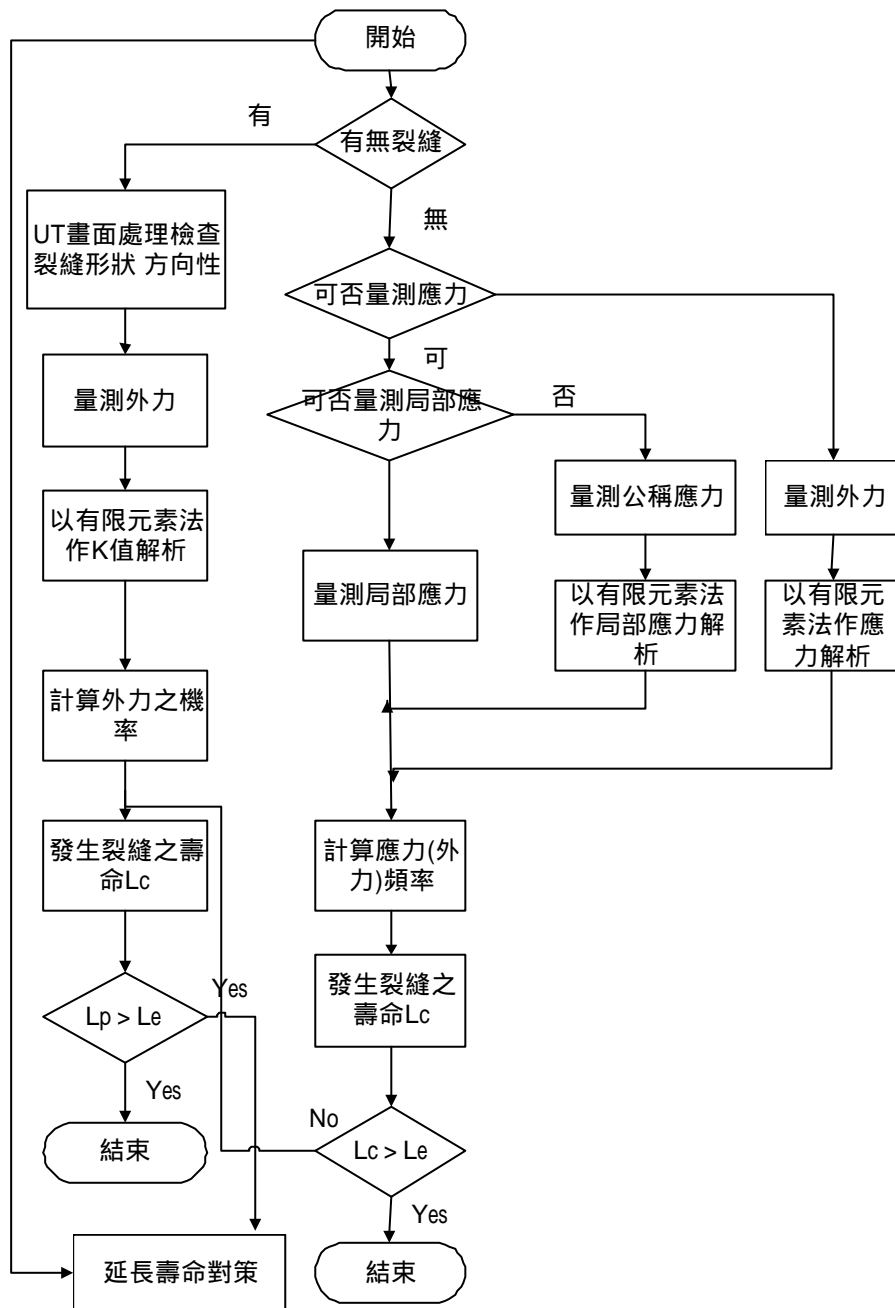 開始
有
有無裂縫
無
UT畫面處理檢查
裂縫形狀 方向性
可否量測應力
可
量測外力
可否量測局部應
力
否
量測公稱應力
量測外力
以有限元素法
作K值解析
量測局部應力
以有限元素法
作局部應力解
析
以有限元
素法作應
力解析
計算外力之機
率
發生裂縫之壽
命Lc
計算應力(外
力)頻率
發生裂縫之
壽命Lc
Yes
Lp > Le
Yes
No
結束
Lc > Le
Yes
延長壽命對策
結束